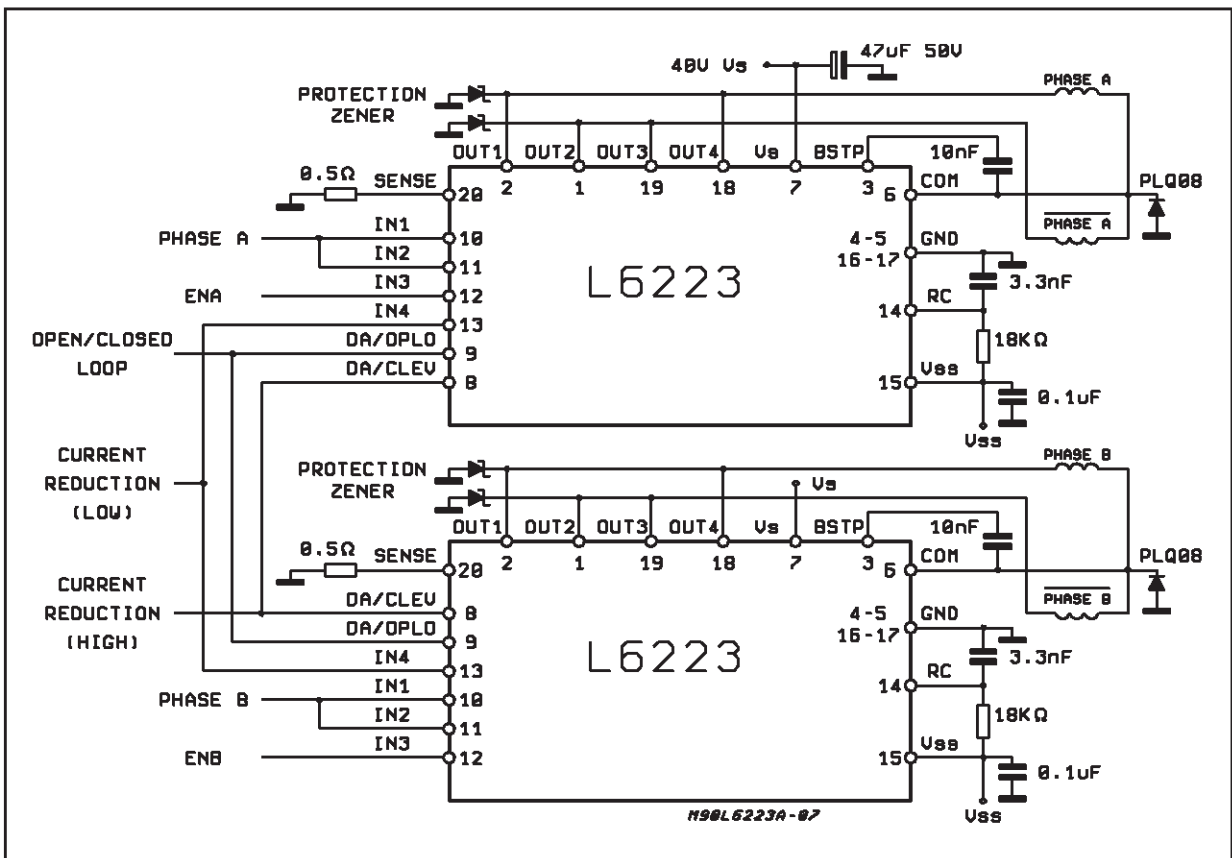 47uF 50V
40V Vs
PHASE A
PROTECTION
ZENER
OUT1 OUT2 OUT3 OUT4 Vs BSTP 10nF
2 1 19 18 7 3
0.5Ω SENSE 20 6 COM PLQ08
PHASE A IN1 10 PHASE A
IN2 11 4-5 GND
16-17
ENA IN3 12 L6223 3.3nF
IN4 13 14 RC
OPEN/CLOSED DA/OPLO 9 18KΩ
LOOP DA/CLEV 8 15 Vss
0.1uF
Vss
CURRENT
REDUCTION
(LOW)
PHASE B
PROTECTION
ZENER
Vs
OUT1 OUT2 OUT3 OUT4 Vs BSTP 10nF
2 1 19 18 7 3
0.5Ω SENSE 20 6 COM PLQ08
CURRENT
REDUCTION DA/CLEV 8 PHASE B
(HIGH) DA/OPLO 9 4-5 GND
16-17
L6223 3.3nF
IN4 13 14 RC
PHASE B IN1 10
IN2 11 18KΩ
ENB IN3 12 15 Vss
0.1uF
M90L6223A-07 Vss